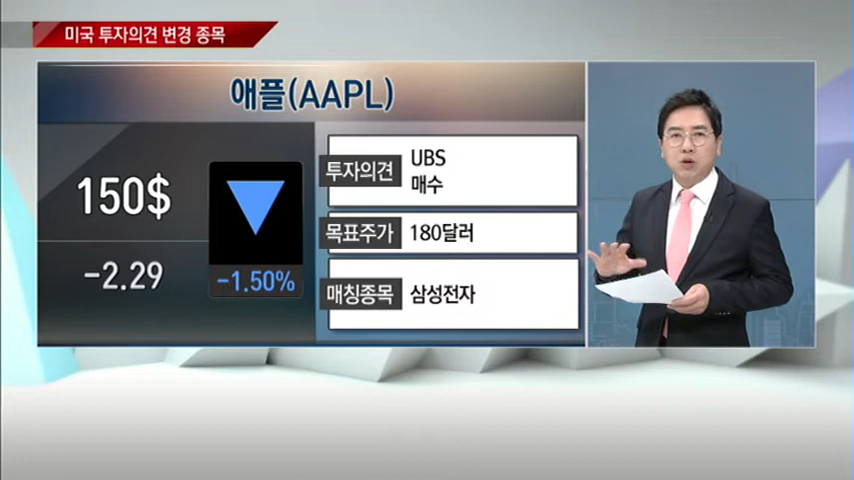 미국 투자의견 변경 종목
애플(AAPL)
150$
-2.29
-1.50%
투자의견
UBS
매수
목표주가
180달러
매칭종목
삼성전자